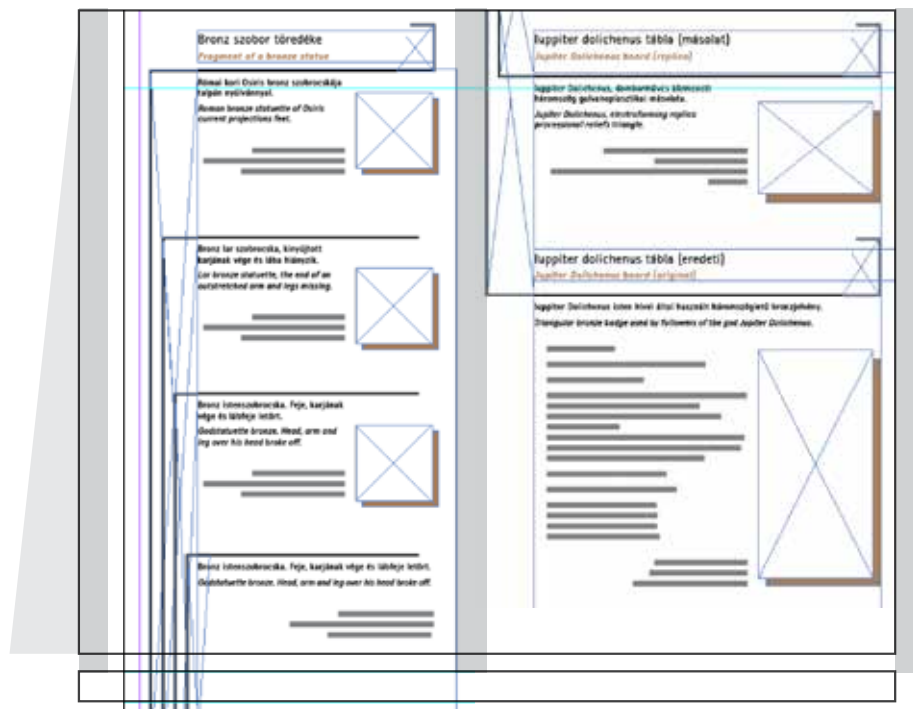 Bronz szobor töredéke
Fragment of a bronze statue
Római kori Osiris bronz szobrocskája
talpán nyúlvánnyal.
Roman bronze statuette of Osiris
current projections feet.
Bronz lar szobrocska, kinyújtott
karjának vége és lába hiányzik.
Lar bronze statuette, the end of an
outstretched arm and legs missing.
Bronz istenszobrocska. Feje, karjának
vége és lábfeje letört.
Godstatuette bronze. Head, arm and
leg over his head broke off.
Bronz istenszobrocska. Feje, karjának vége és lábfeje letört.
Godstatuette bronze. Head, arm and leg over his head broke off.
Iuppiter dolichenus tábla (másolat)
Jupiter Dolichenus board (replica)
Iuppiter Dolichenus, domborműves
háromszög galvanoplasztikai másolata.
Jupiter Dolichenus, electroforming replica
processional reliefs triangle.
Iuppiter dolichenus tábla (eredeti)
Jupiter Dolichenus board (original)
Iuppiter Dolichenus isten hívei által használt háromszögletű bronzjelvény.
Triangular bronze badge used by followers of the god Jupiter Dolichenus.